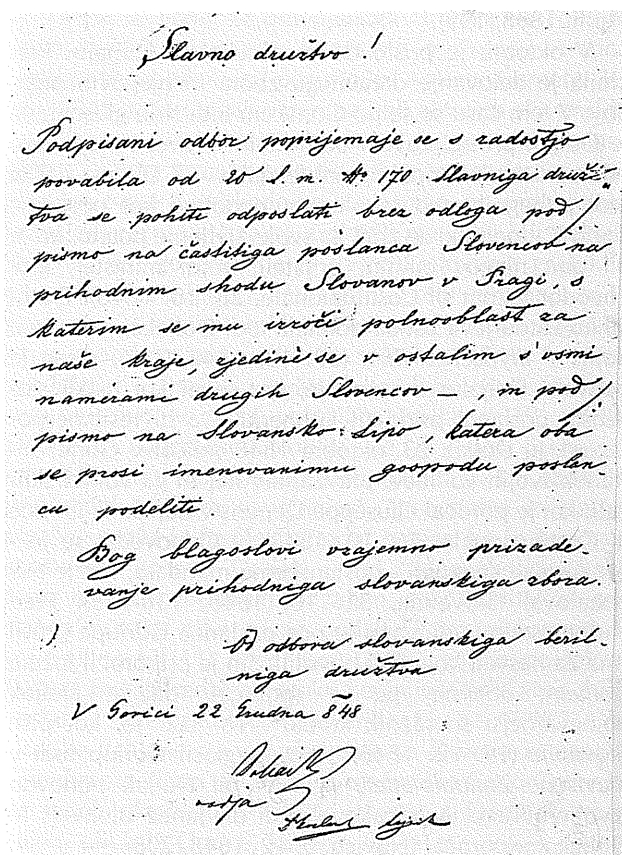 Slavno družtvo!
Podpisani odbor poprijemaje se s radostjo
povabila od 20 l. m. № 170 Slavniga druž-
tva se pohiti odposlati brez odloga pod/
pismo na častitiga poslanca Slovencov na
prihodnim shodu Slovanov v Pragi, s
katerim se mu izroči polnooblast za
naše kraje, zjedinè se v ostalim s'vsmi
namerami drugih Slovencov —, in pod/
pismo na Slovansko Lipo, katera oba
se prosi imenovanimu gospodu poslan-
cu podeliti
Bog blagoslovi vzajemno prizade-
vanje prihodniga slovanskiga zbora.
Od odbora slovanskiga beril-
niga družtva
V Gorici 22 Grudna 848
vodja